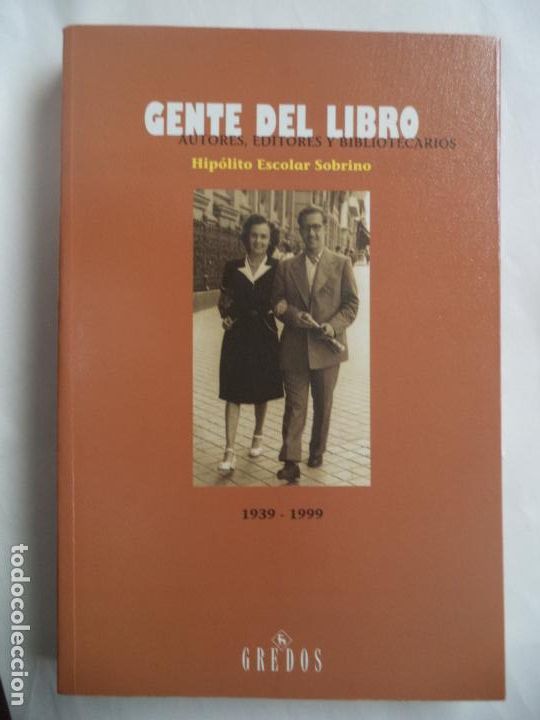 GENTE DEL LIBRO
AUTORES, EDITORES Y BIBLIOTECARIOS
Hipólito Escolar Sobrino
1939 - 1999
GREDOS
todocoleccion